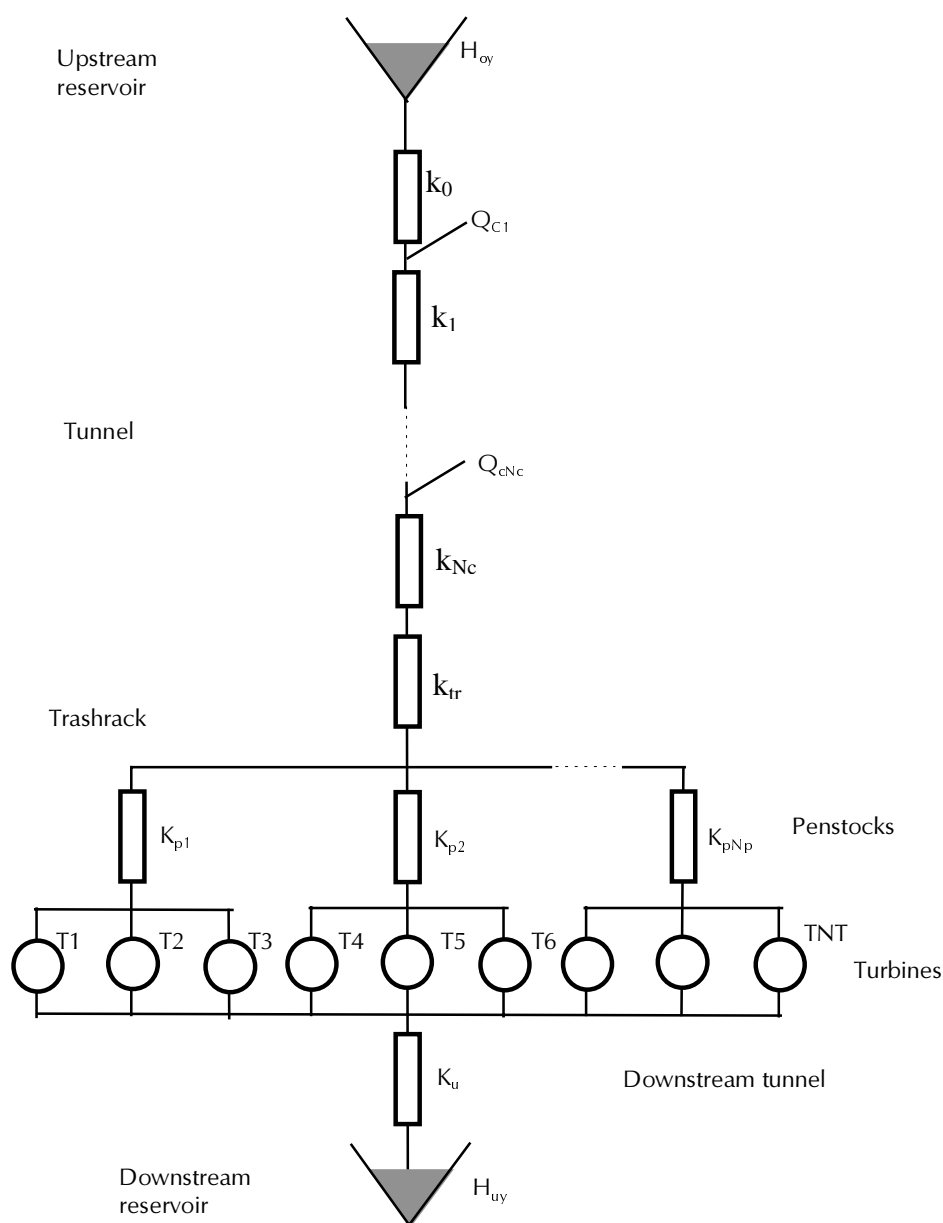 Upstream
reservoir
H_oy
k_0
Q_C1
k_1
Tunnel
Q_cNc
k_Nc
k_tr
Trashrack
K_p1
K_p2
K_pNp
Penstocks
T1
T2
T3
T4
T5
T6
TNT
Turbines
K_u
Downstream tunnel
Downstream
reservoir
H_uy